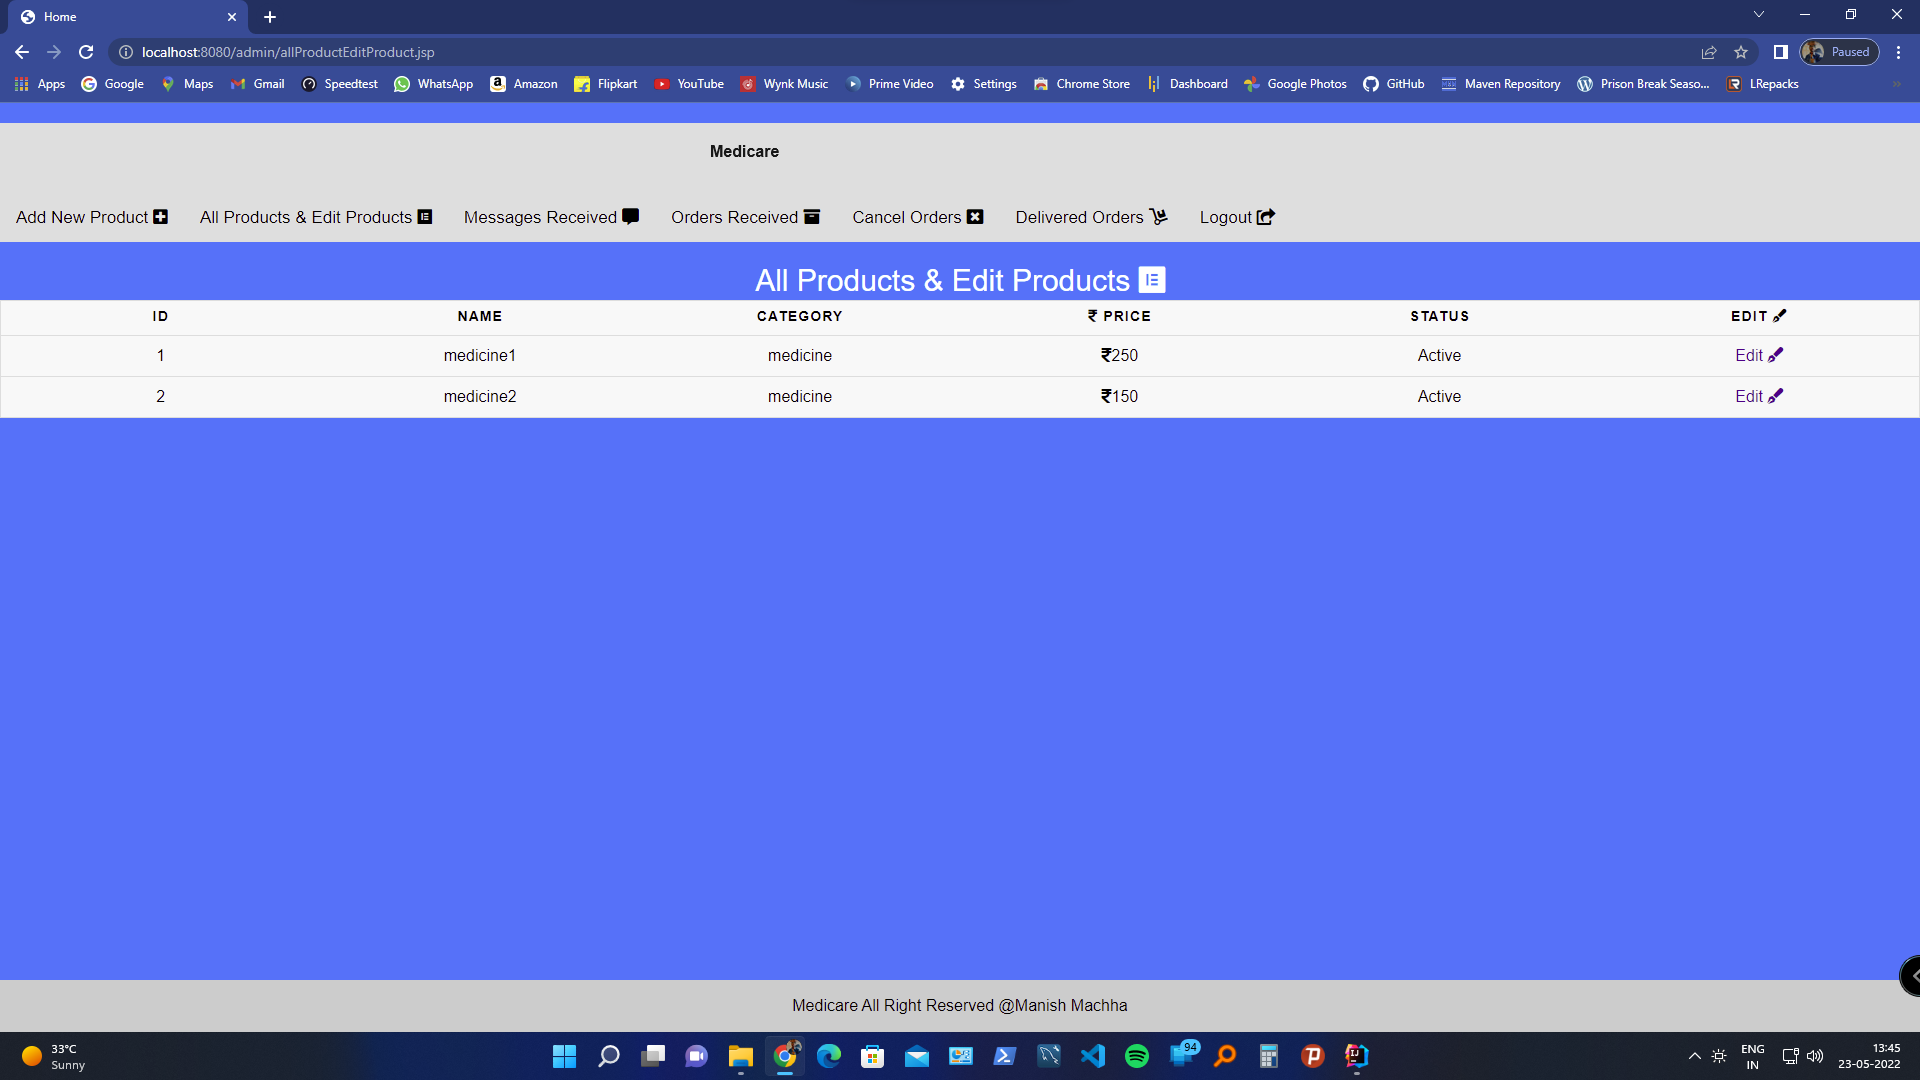 Home
localhost:8080/admin/allProductEditProduct.jsp
Paused
Apps Google Maps Gmail Speedtest WhatsApp Amazon Flipkart YouTube Wynk Music Prime Video Settings Chrome Store Dashboard Google Photos GitHub Maven Repository Prison Break Seaso... LRepacks
Medicare
Add New Product All Products & Edit Products Messages Received Orders Received Cancel Orders Delivered Orders Logout
All Products & Edit Products
ID NAME CATEGORY ₹ PRICE STATUS EDIT
1 medicine1 medicine ₹250 Active Edit
2 medicine2 medicine ₹150 Active Edit
Medicare All Right Reserved @Manish Machha
33°C
Sunny
94
ENG
IN
13:45
23-05-2022